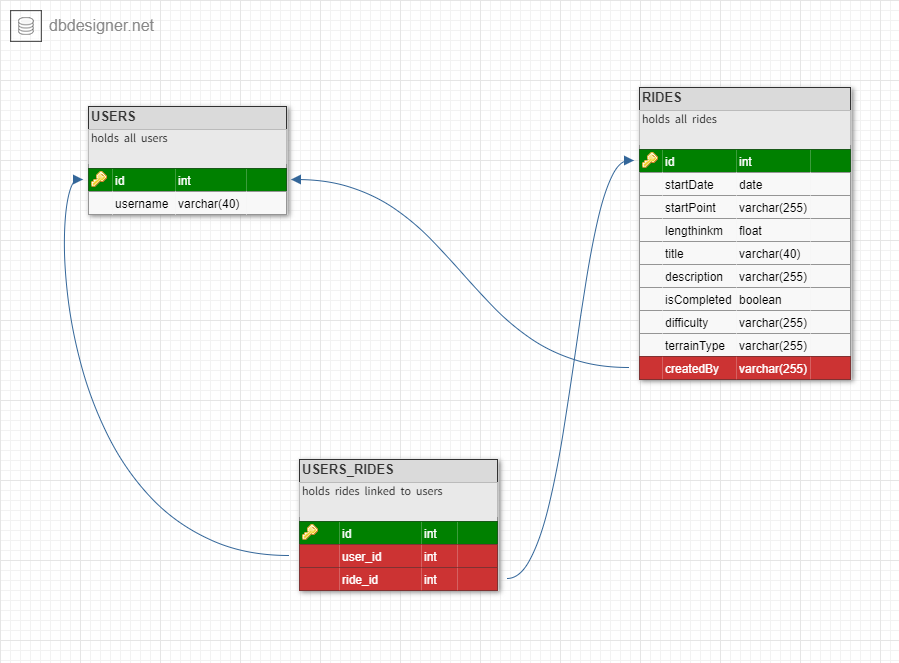 dbdesigner.net
USERS
holds all users
id int
username varchar(40)
RIDES
holds all rides
id int
startDate date
startPoint varchar(255)
lengthinkm float
title varchar(40)
description varchar(255)
isCompleted boolean
difficulty varchar(255)
terrainType varchar(255)
createdBy varchar(255)
USERS_RIDES
holds rides linked to users
id int
user_id int
ride_id int